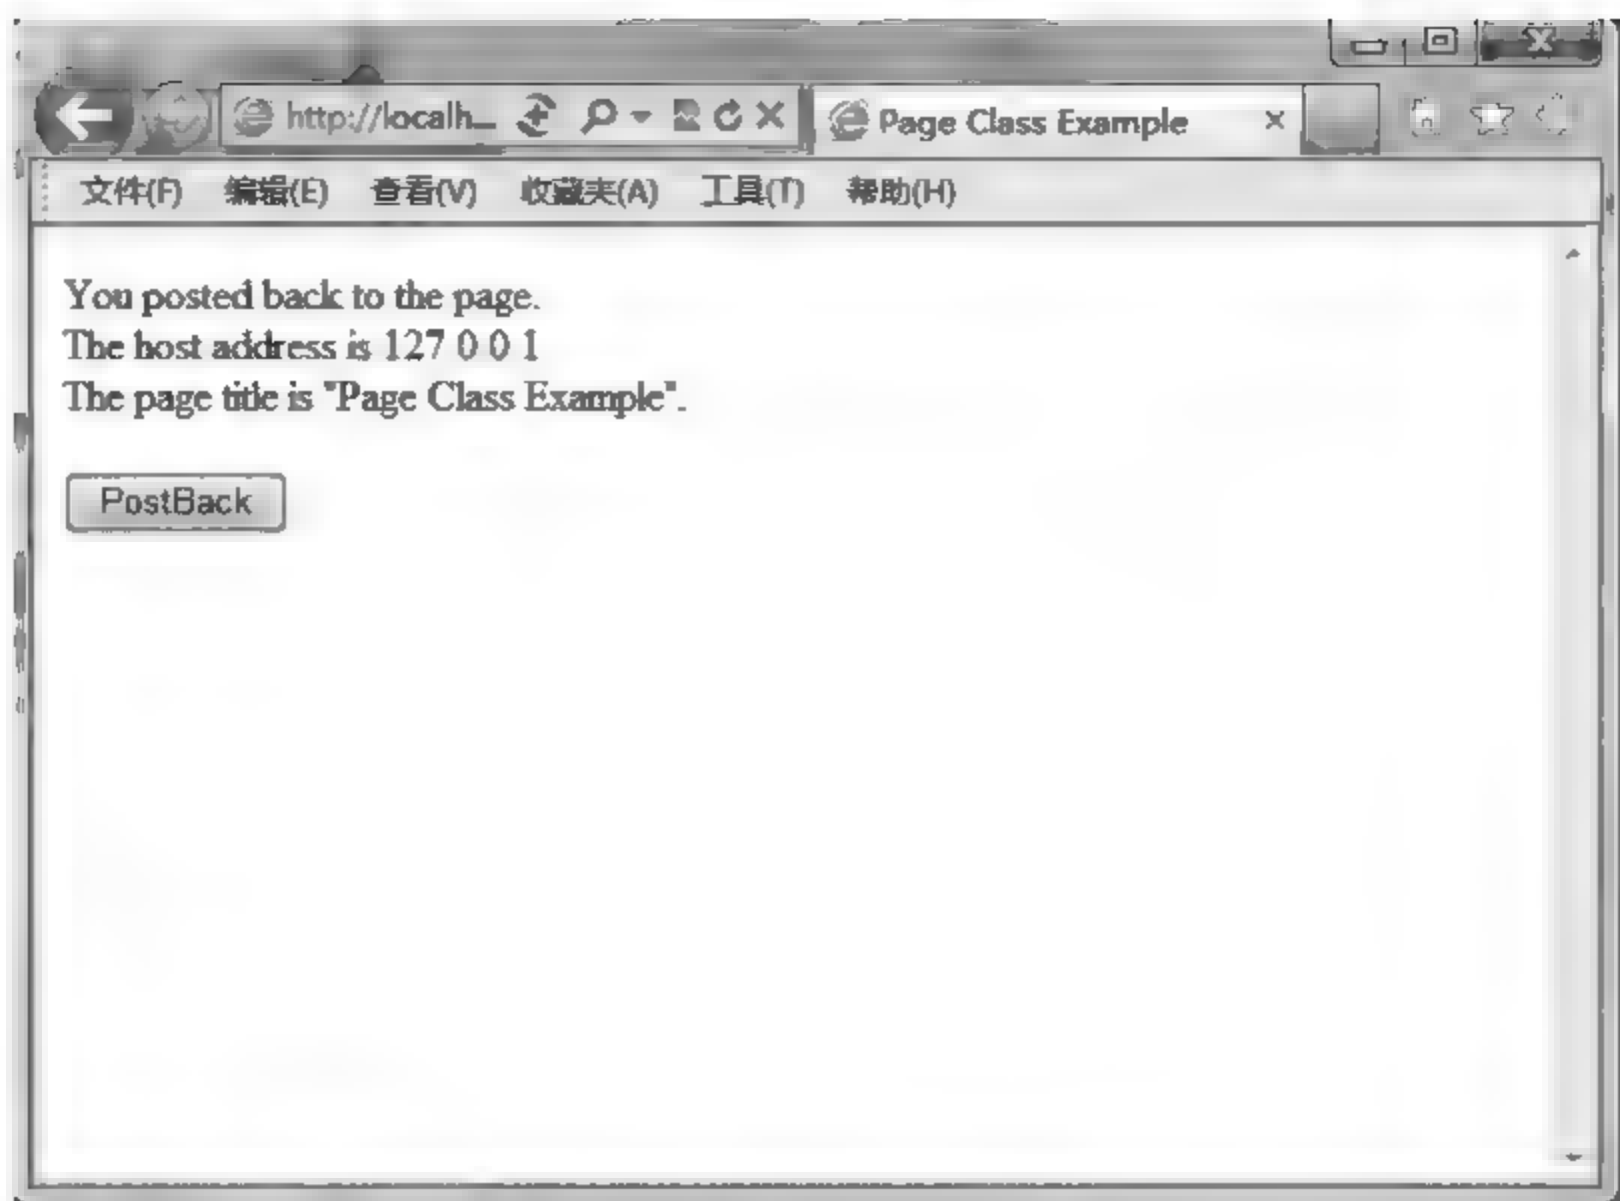 http://localh...
Page Class Example
文件(F) 编辑(E) 查看(V) 收藏夹(A) 工具(T) 帮助(H)
You posted back to the page.
The host address is 127 0 0 1
The page title is "Page Class Example".
PostBack